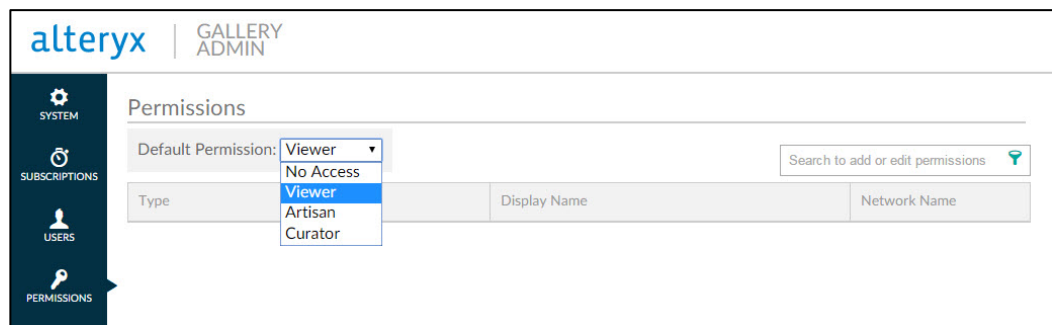 alteryx
GALLERY
ADMIN
SYSTEM
SUBSCRIPTIONS
USERS
PERMISSIONS
Permissions
Default Permission: Viewer
No Access
Viewer
Artisan
Curator
Search to add or edit permissions
Type Display Name Network Name